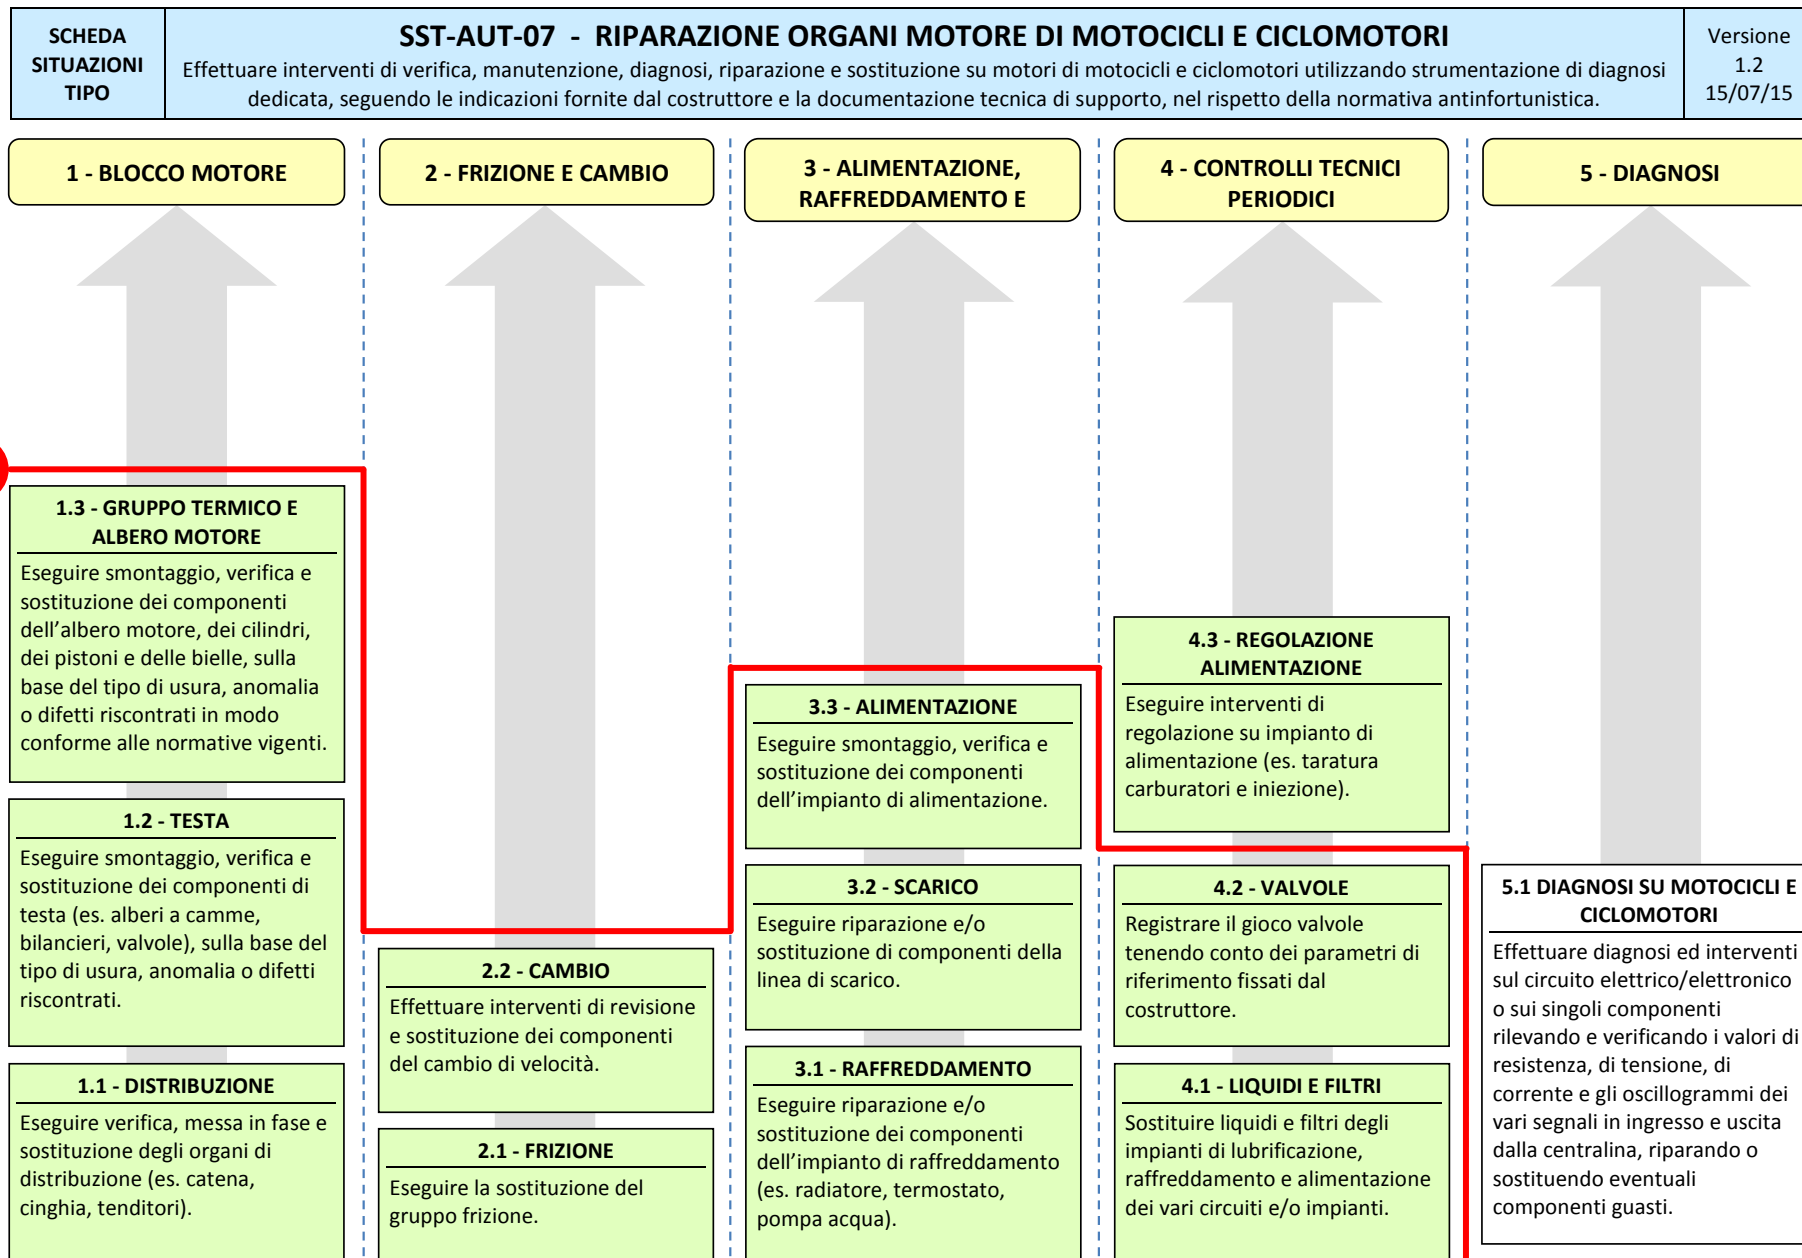 SCHEDA
SITUAZIONI
TIPO
SST-AUT-07 - RIPARAZIONE ORGANI MOTORE DI MOTOCICLI E CICLOMOTORI
Effettuare interventi di verifica, manutenzione, diagnosi, riparazione e sostituzione su motori di motocicli e ciclomotori utilizzando strumentazione di diagnosi
dedicata, seguendo le indicazioni fornite dal costruttore e la documentazione tecnica di supporto, nel rispetto della normativa antinfortunistica.
Versione
1.2
15/07/15
1 - BLOCCO MOTORE
1.3 - GRUPPO TERMICO E
ALBERO MOTORE
Eseguire smontaggio, verifica e
sostituzione dei componenti
dell'albero motore, dei cilindri,
dei pistoni e delle bielle, sulla
base del tipo di usura, anomalia
o difetti riscontrati in modo
conforme alle normative vigenti.
1.2 - TESTA
Eseguire smontaggio, verifica e
sostituzione dei componenti di
testa (es. alberi a camme,
bilancieri, valvole), sulla base del
tipo di usura, anomalia o difetti
riscontrati.
1.1 - DISTRIBUZIONE
Eseguire verifica, messa in fase e
sostituzione degli organi di
distribuzione (es. catena,
cinghia, tenditori).
2 - FRIZIONE E CAMBIO
2.2 - CAMBIO
Effettuare interventi di revisione
e sostituzione dei componenti
del cambio di velocità.
2.1 - FRIZIONE
Eseguire la sostituzione del
gruppo frizione.
3 - ALIMENTAZIONE,
RAFFREDDAMENTO E
3.3 - ALIMENTAZIONE
Eseguire smontaggio, verifica e
sostituzione dei componenti
dell'impianto di alimentazione.
3.2 - SCARICO
Eseguire riparazione e/o
sostituzione di componenti della
linea di scarico.
3.1 - RAFFREDDAMENTO
Eseguire riparazione e/o
sostituzione dei componenti
dell'impianto di raffreddamento
(es. radiatore, termostato,
pompa acqua).
4 - CONTROLLI TECNICI
PERIODICI
4.3 - REGOLAZIONE
ALIMENTAZIONE
Eseguire interventi di
regolazione su impianto di
alimentazione (es. taratura
carburatori e iniezione).
4.2 - VALVOLE
Registrare il gioco valvole
tenendo conto dei parametri di
riferimento fissati dal
costruttore.
4.1 - LIQUIDI E FILTRI
Sostituire liquidi e filtri degli
impianti di lubrificazione,
raffreddamento e alimentazione
dei vari circuiti e/o impianti.
5 - DIAGNOSI
5.1 DIAGNOSI SU MOTOCICLI E
CICLOMOTORI
Effettuare diagnosi ed interventi
sul circuito elettrico/elettronico
o sui singoli componenti
rilevando e verificando i valori di
resistenza, di tensione, di
corrente e gli oscillogrammi dei
vari segnali in ingresso e uscita
dalla centralina, riparando o
sostituendo eventuali
componenti guasti.